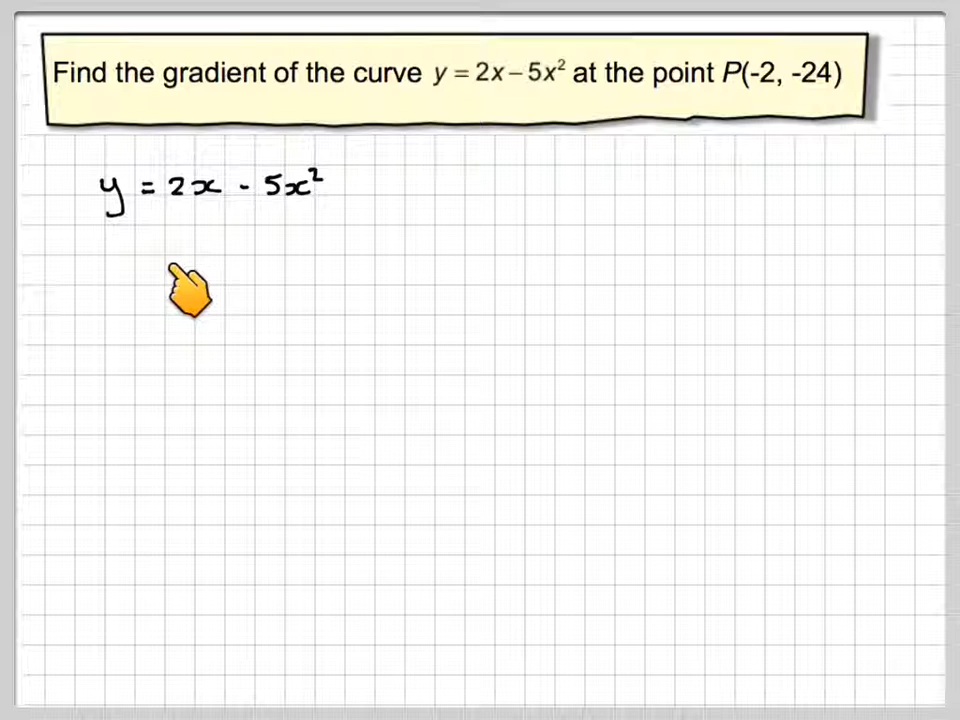 Find the gradient of the curve y = 2x – 5x² at the point P(-2, -24)
y = 2x - 5x²